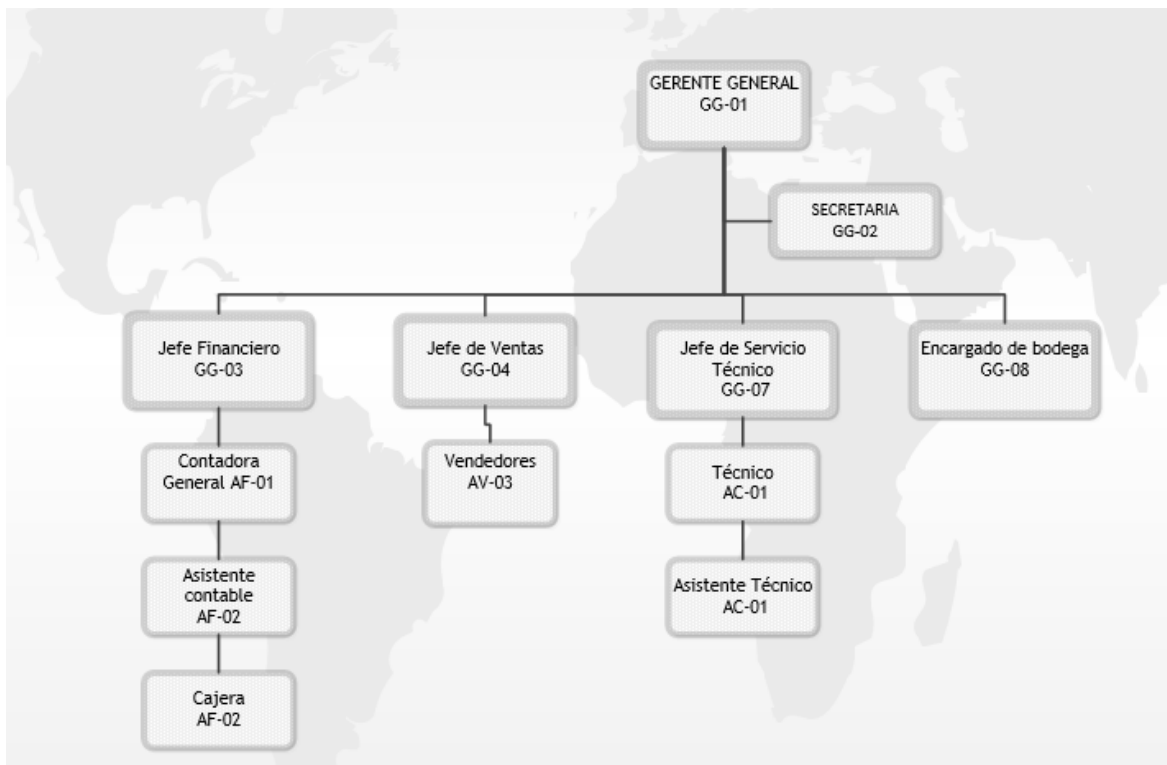 GERENTE GENERAL
GG-01
SECRETARIA
GG-02
Jefe Financiero
GG-03
Jefe de Ventas
GG-04
Jefe de Servicio
Técnico
GG-07
Encargado de bodega
GG-08
Contadora
General AF-01
Vendedores
AV-03
Técnico
AC-01
Asistente
contable
AF-02
Asistente Técnico
AC-01
Cajera
AF-02